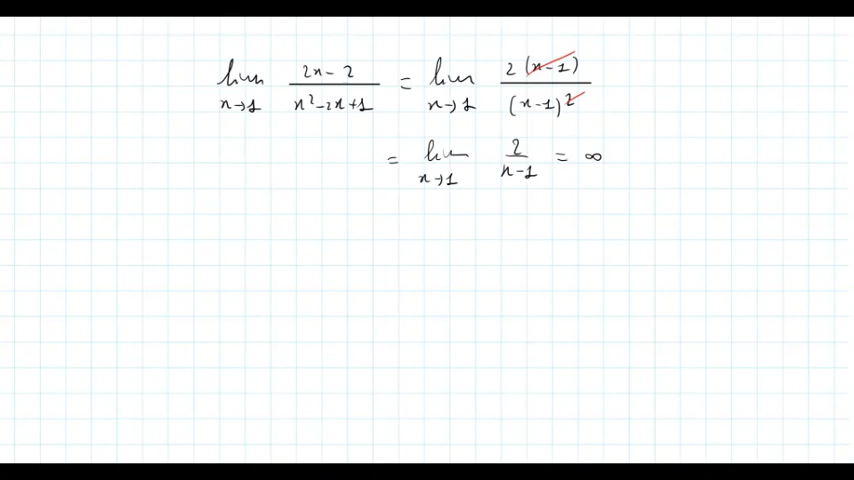 lim x→1 (2x - 2)/(x² - 2x + 1) = lim x→1 2(x - 1)/(x - 1)²
= lim x→1 2/(x - 1) = ∞